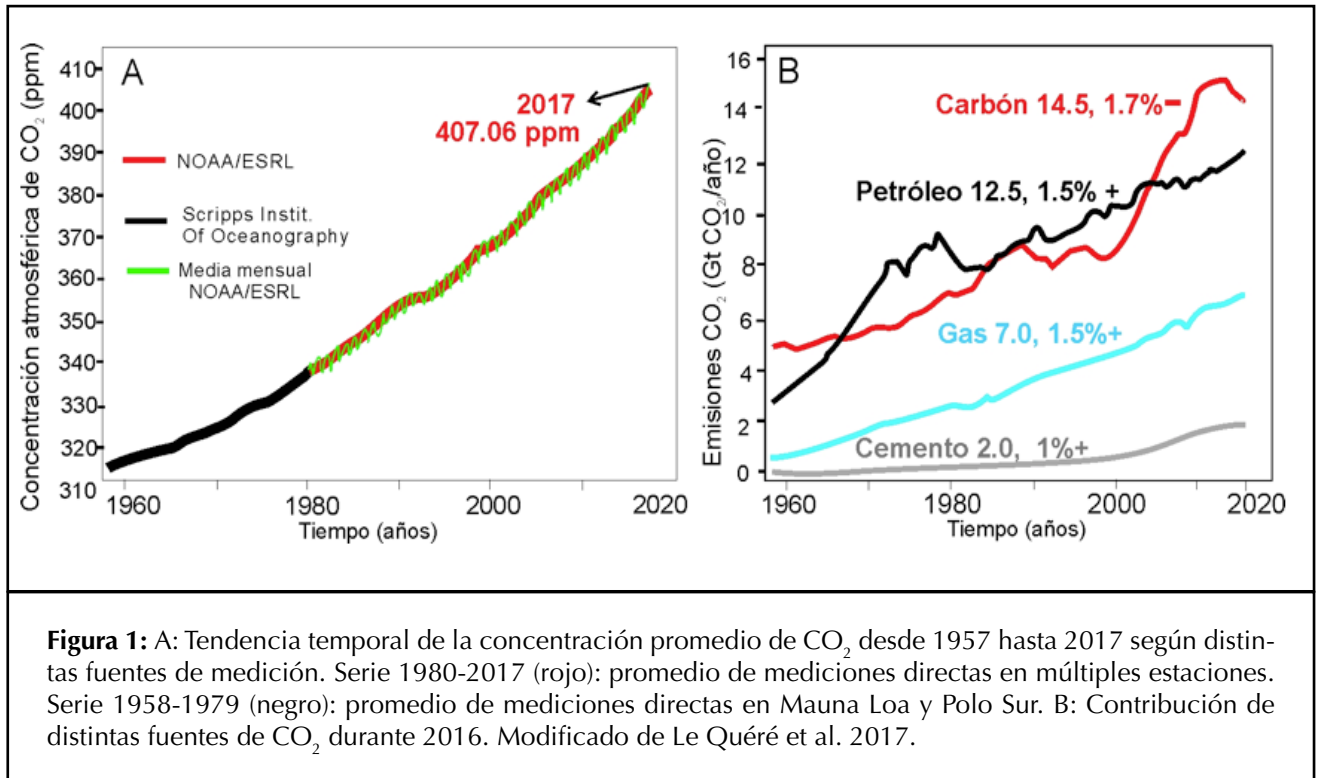 A
Concentración atmosférica de CO₂ (ppm)
410
400
390
380
370
360
350
340
330
320
310
2017
407.06 ppm
NOAA/ESRL
Scripps Instit.
Of Oceanography
Media mensual
NOAA/ESRL
1960
1980
2000
2020
Tiempo (años)
B
Emisiones CO₂ (Gt CO₂/año)
16
14
12
10
8
6
4
2
0
Carbón 14.5, 1.7%-
Petróleo 12.5, 1.5% +
Gas 7.0, 1.5%+
Cemento 2.0, 1%+
1960
1980
2000
2020
Tiempo (años)
Figura 1: A: Tendencia temporal de la concentración promedio de CO₂ desde 1957 hasta 2017 según distin-
tas fuentes de medición. Serie 1980-2017 (rojo): promedio de mediciones directas en múltiples estaciones.
Serie 1958-1979 (negro): promedio de mediciones directas en Mauna Loa y Polo Sur. B: Contribución de
distintas fuentes de CO₂ durante 2016. Modificado de Le Quéré et al. 2017.